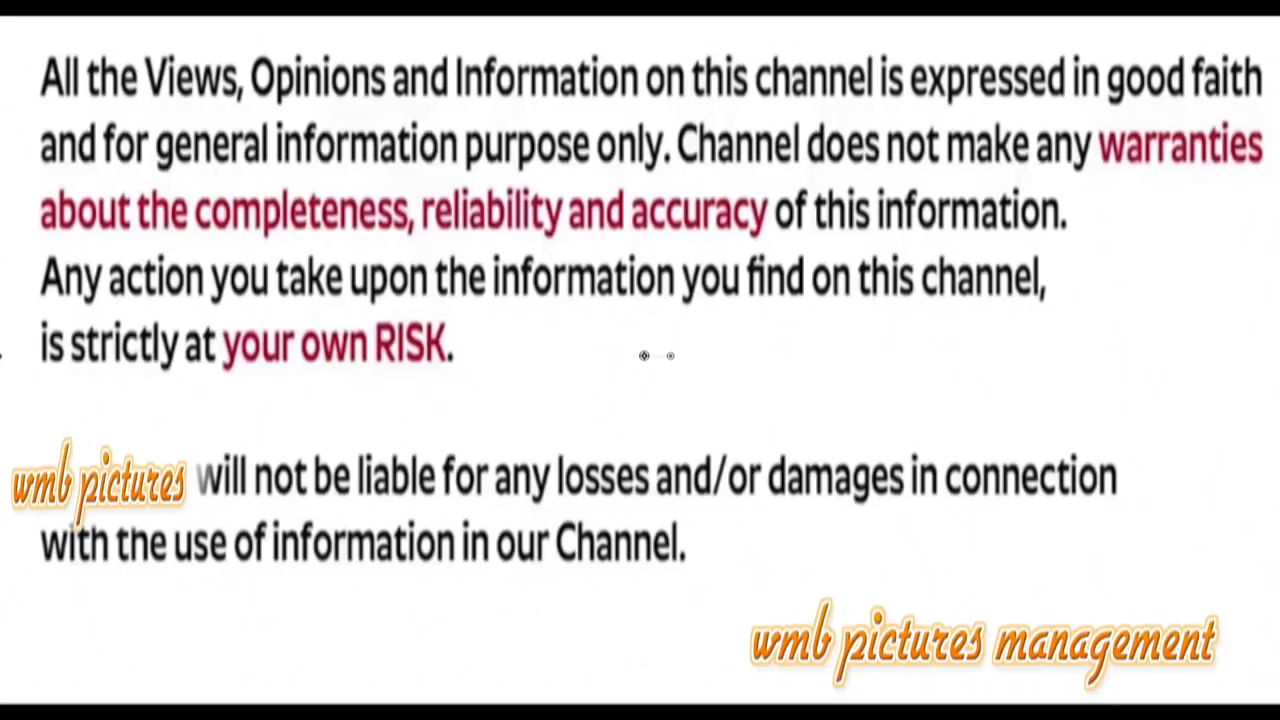 All the Views, Opinions and Information on this channel is expressed in good faith
and for general information purpose only. Channel does not make any warranties
about the completeness, reliability and accuracy of this information.
Any action you take upon the information you find on this channel,
is strictly at your own RISK.
wmb pictures will not be liable for any losses and/or damages in connection
with the use of information in our Channel.
wmb pictures management